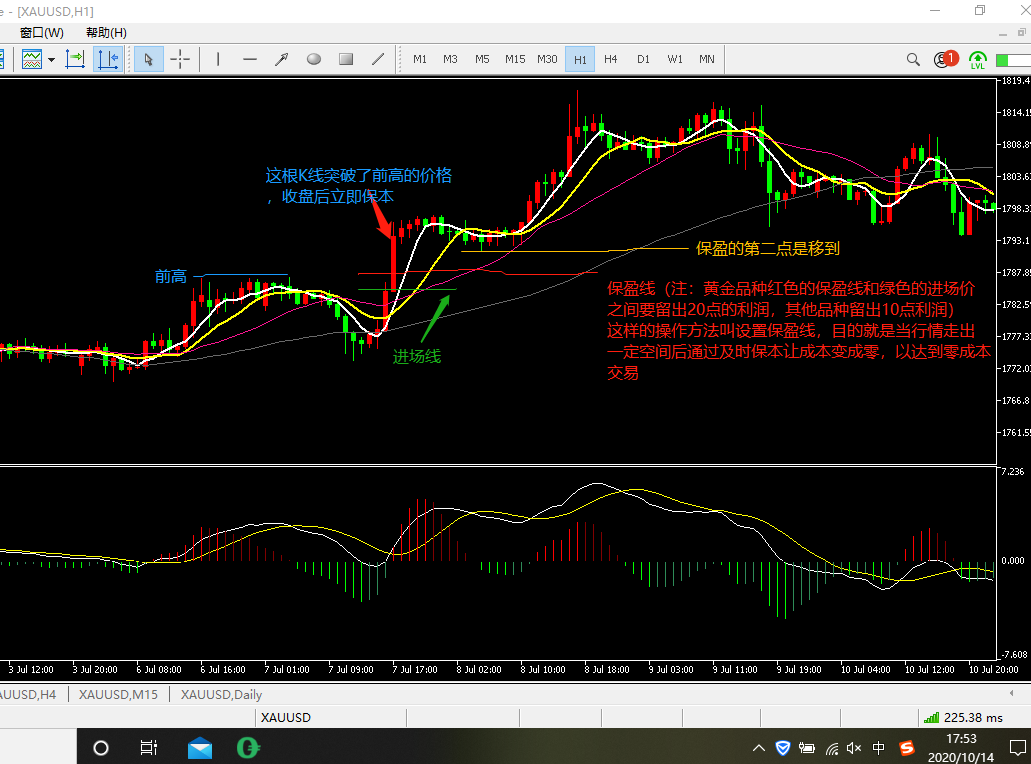 e - [XAUUSD,H1]
窗口(W) 帮助(H)
M1 M3 M5 M15 M30 H1 H4 D1 W1 MN
1
LVL
1819.4
1814.15
1808.85
1803.63
1798.33
1793.1
1787.85
1782.59
1777.33
1772.03
1766.8
1761.55
这根K线突破了前高的价格
，收盘后立即保本
前高
保盈的第二点是移到
保盈线（注：黄金品种红色的保盈线和绿色的进场价
之间要留出20点的利润，其他品种留出10点利润）
这样的操作方法叫设置保盈线，目的就是当行情走出
一定空间后通过及时保本让成本变成零，以达到零成本
交易
进场线
7.236
0.000
-7.608
3 Jul 12:00 3 Jul 20:00 6 Jul 08:00 6 Jul 16:00 7 Jul 01:00 7 Jul 09:00 7 Jul 17:00 8 Jul 02:00 8 Jul 10:00 8 Jul 18:00 9 Jul 03:00 9 Jul 11:00 9 Jul 19:00 10 Jul 04:00 10 Jul 12:00 10 Jul 20:00
AUUSD,H4 XAUUSD,M15 XAUUSD,Daily
XAUUSD
225.38 ms
中
17:53
2020/10/14